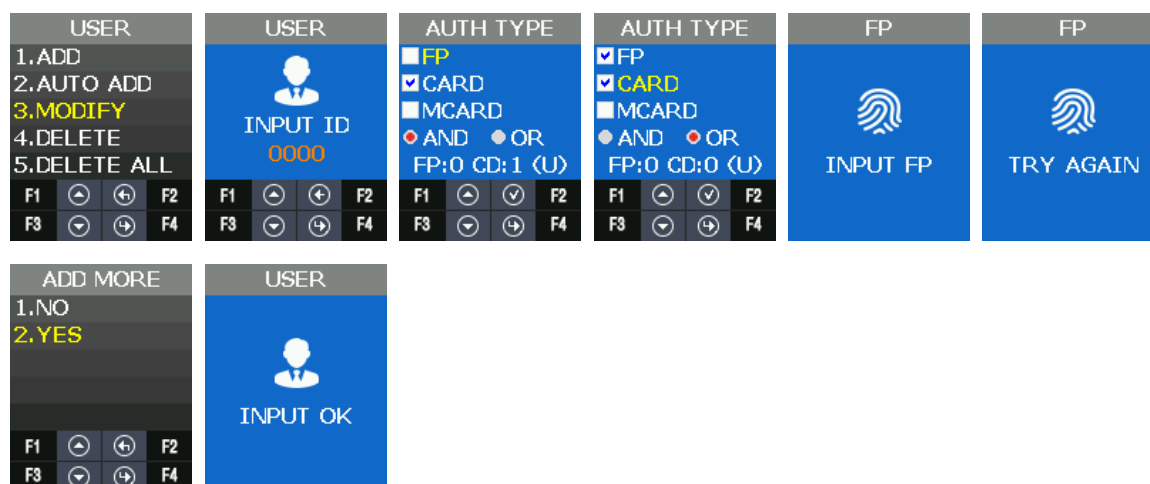 USER
1.ADD
2.AUTO ADD
3.MODIFY
4.DELETE
5.DELETE ALL
F1 F2
F3 F4
USER
INPUT ID
0000
F1 F2
F3 F4
AUTH TYPE
FP
CARD
MCARD
AND OR
FP:0 CD:1 (U)
F1 F2
F3 F4
AUTH TYPE
FP
CARD
MCARD
AND OR
FP:0 CD:0 (U)
F1 F2
F3 F4
FP
INPUT FP
FP
TRY AGAIN
ADD MORE
1.NO
2.YES
F1 F2
F3 F4
USER
INPUT OK